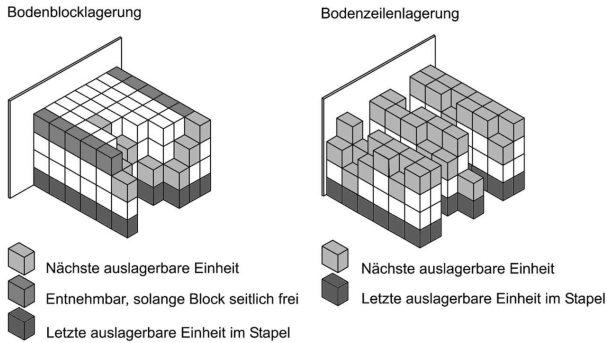 Bodenblocklagerung
Bodenzeilenlagerung
Nächste auslagerbare Einheit
Entnehmbar, solange Block seitlich frei
Letzte auslagerbare Einheit im Stapel
Nächste auslagerbare Einheit
Letzte auslagerbare Einheit im Stapel